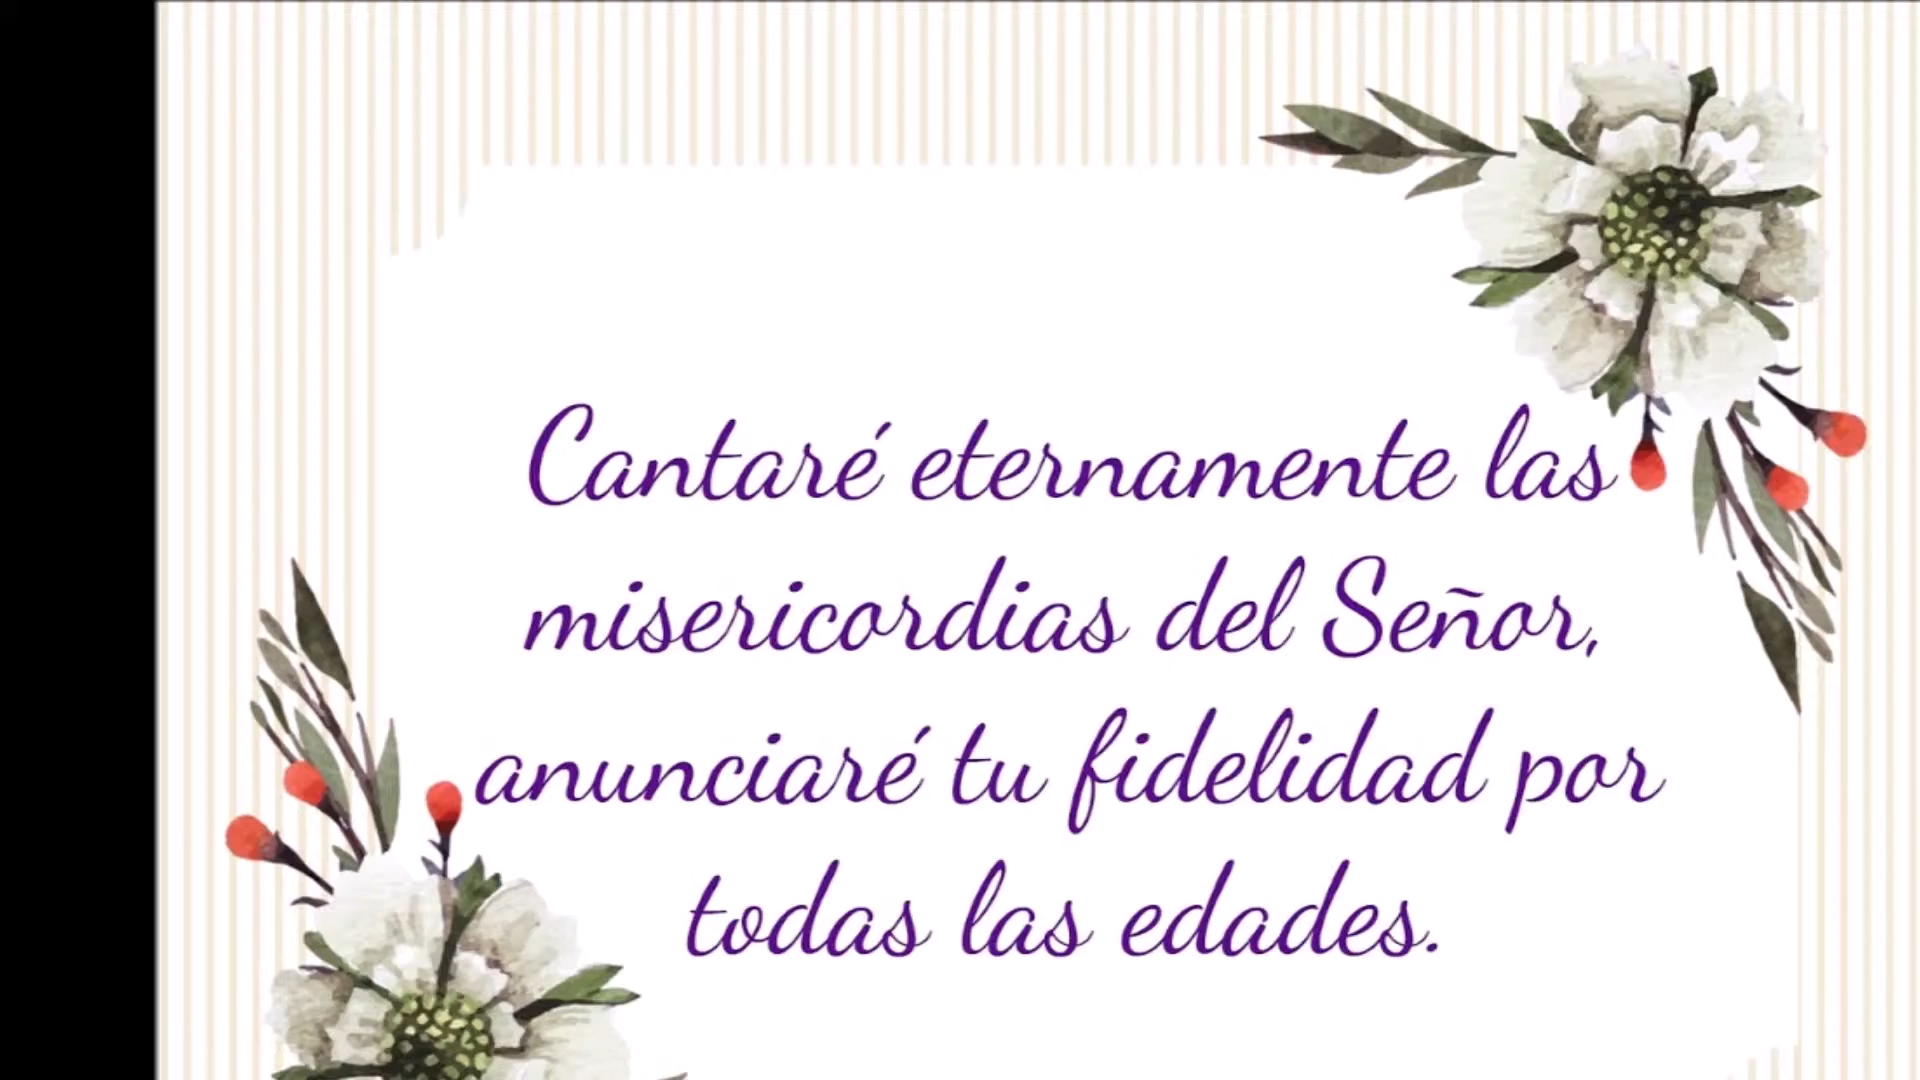 Cantaré eternamente las
misericordias del Señor,
anunciaré tu fidelidad por
todas las edades.